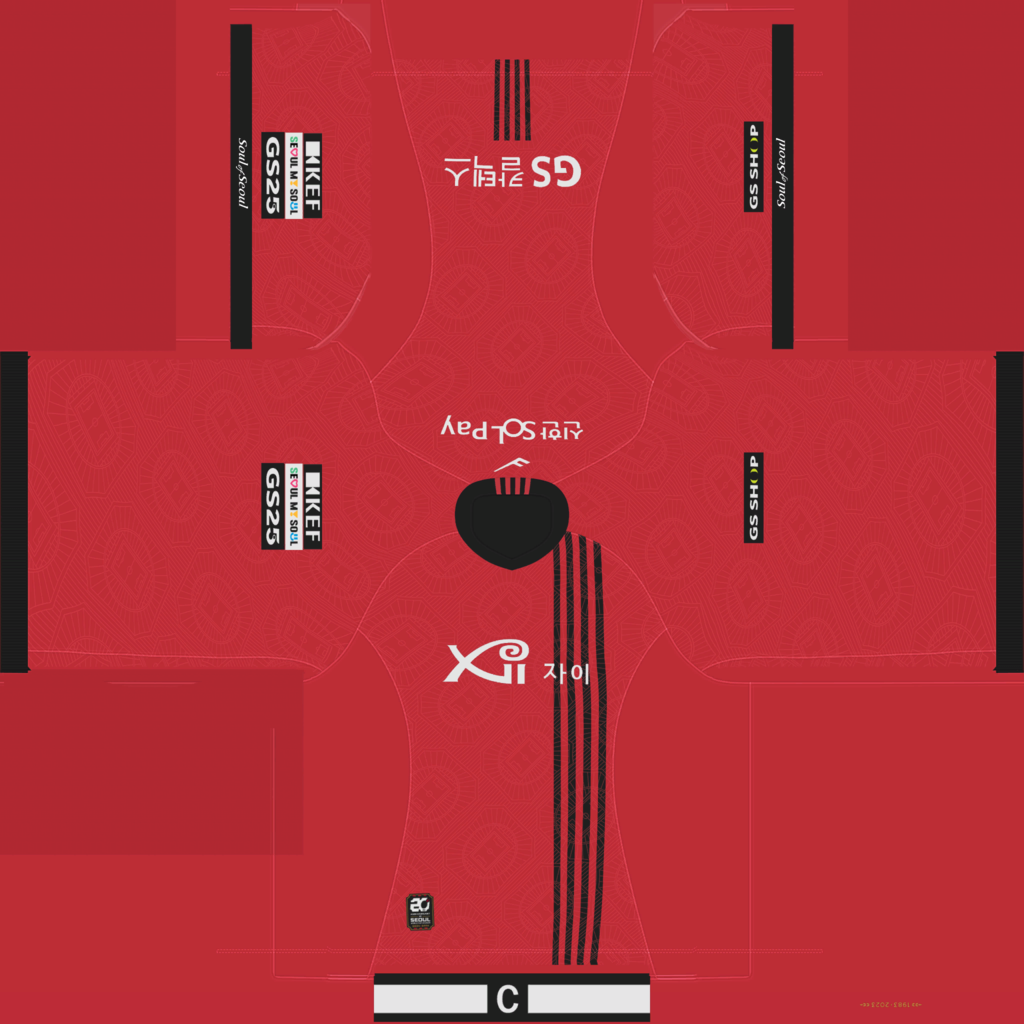 GS 칼텍스
Soul of Seoul
GS25
SEOUL MY SOUL
KEF
GS SHOP
Soul of Seoul
신한 SOL Pay
GS25
SEOUL MY SOUL
KEF
GS SHOP
Xi 자이
20
SEOUL
C
1983-2023